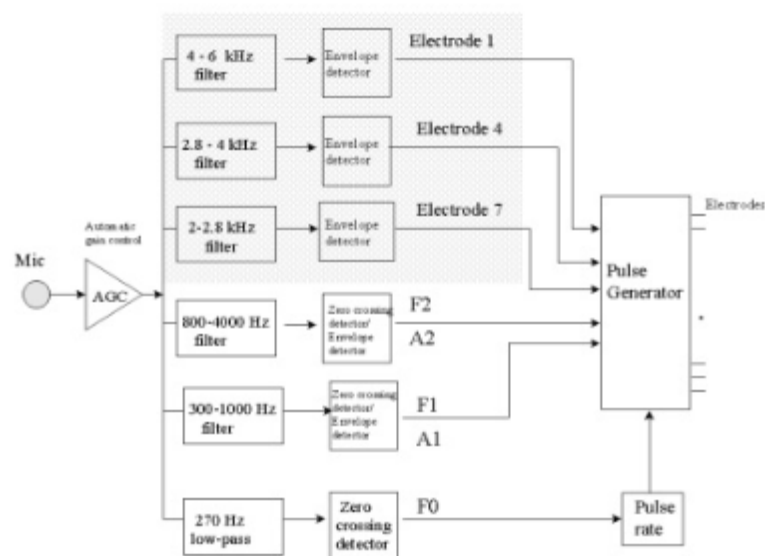 4 - 6 kHz
filter
Envelope
detector
Electrode 1
2.8 - 4 kHz
filter
Envelope
detector
Electrode 4
2-2.8 kHz
filter
Envelope
detector
Electrode 7
Automatic
gain control
Mic
AGC
800-4000 Hz
filter
Zero crossing
detector/
Envelope
detector
F2
A2
300-1000 Hz
filter
Zero crossing
detector/
Envelope
detector
F1
A1
270 Hz
low-pass
Zero
crossing
detector
F0
Pulse
rate
Pulse
Generator
Electrodes